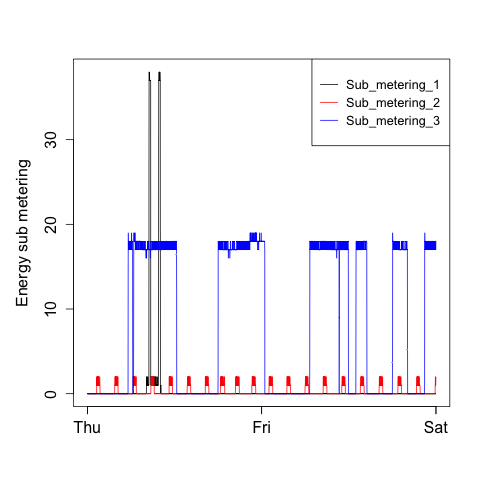 Sub_metering_1
Sub_metering_2
Sub_metering_3
Energy sub metering
30
20
10
0
Thu
Fri
Sat